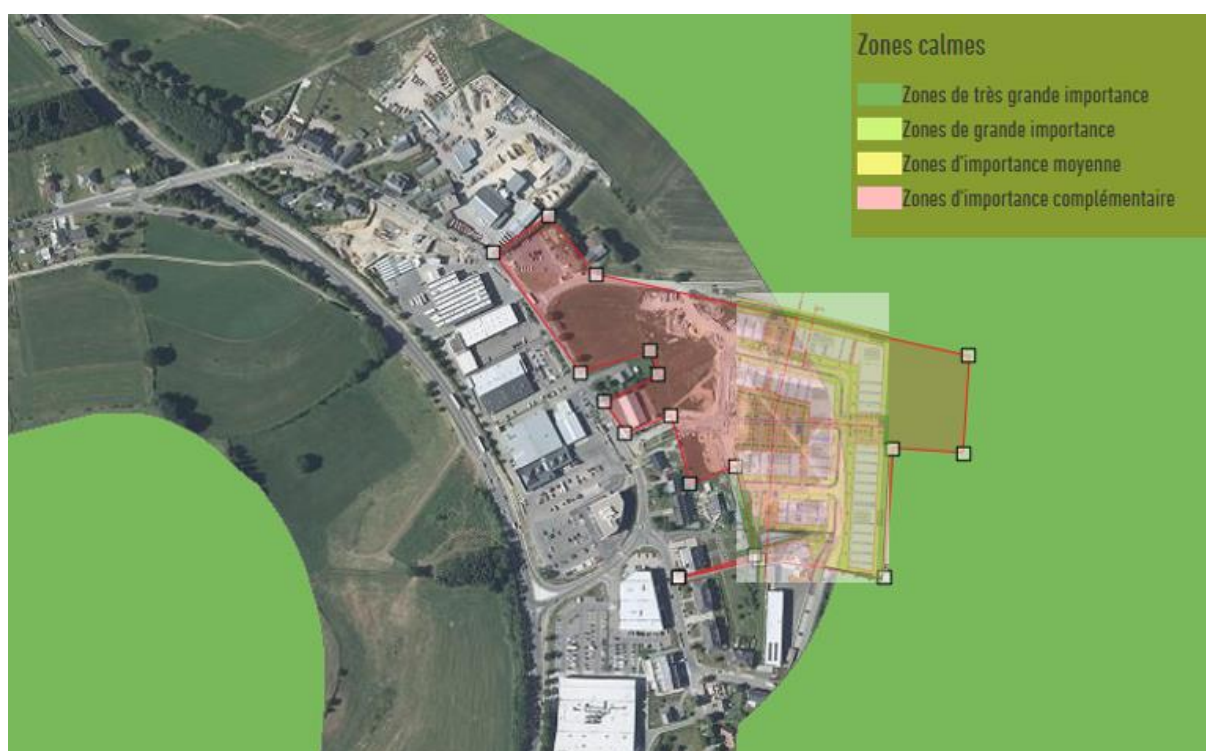 Zones calmes
Zones de très grande importance
Zones de grande importance
Zones d'importance moyenne
Zones d'importance complémentaire